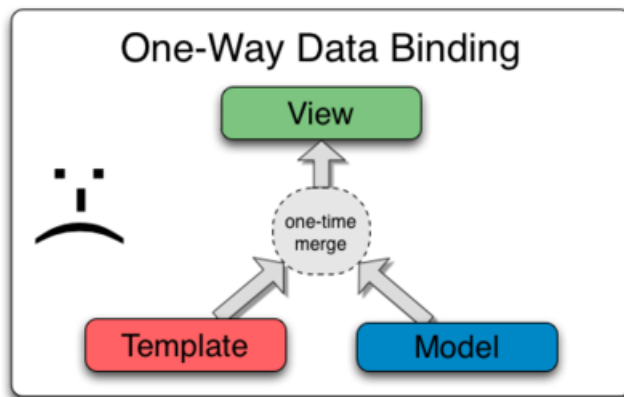 One-Way Data Binding
View
one-time
merge
Template
Model